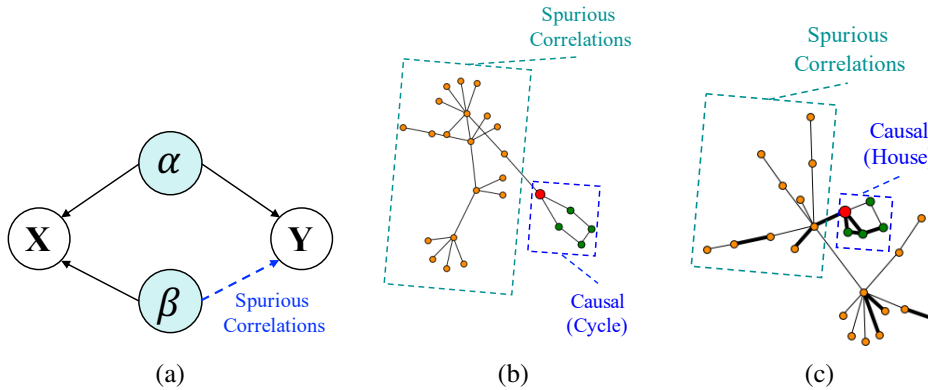 α
X
Y
β
Spurious
Correlations
(a)
Spurious
Correlations
Causal
(Cycle)
(b)
Spurious
Correlations
Causal
(House)
(c)